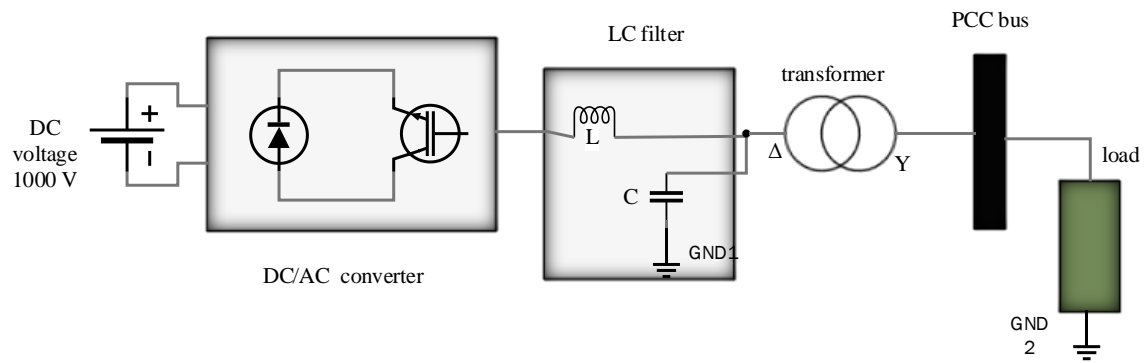 PCC bus
LC filter
transformer
DC
voltage
1000 V
+
−
L
Δ
Y
load
C
GND1
DC/AC converter
GND
2